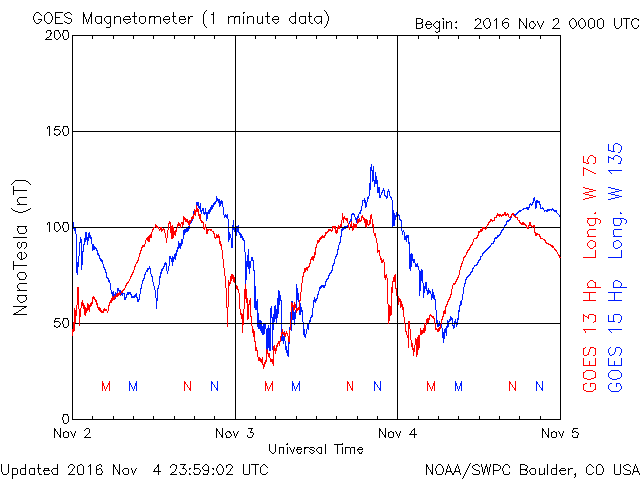 GOES Magnetometer (1 minute data)
Begin: 2016 Nov 2 0000 UTC
200
150
100
50
0
NanoTesla (nT)
M M N N M M N N M M N N
Nov 2 Nov 3 Nov 4 Nov 5
Universal Time
GOES 13 Hp Long. W 75
GOES 15 Hp Long. W 135
Updated 2016 Nov 4 23:59:02 UTC
NOAA/SWPC Boulder, CO USA